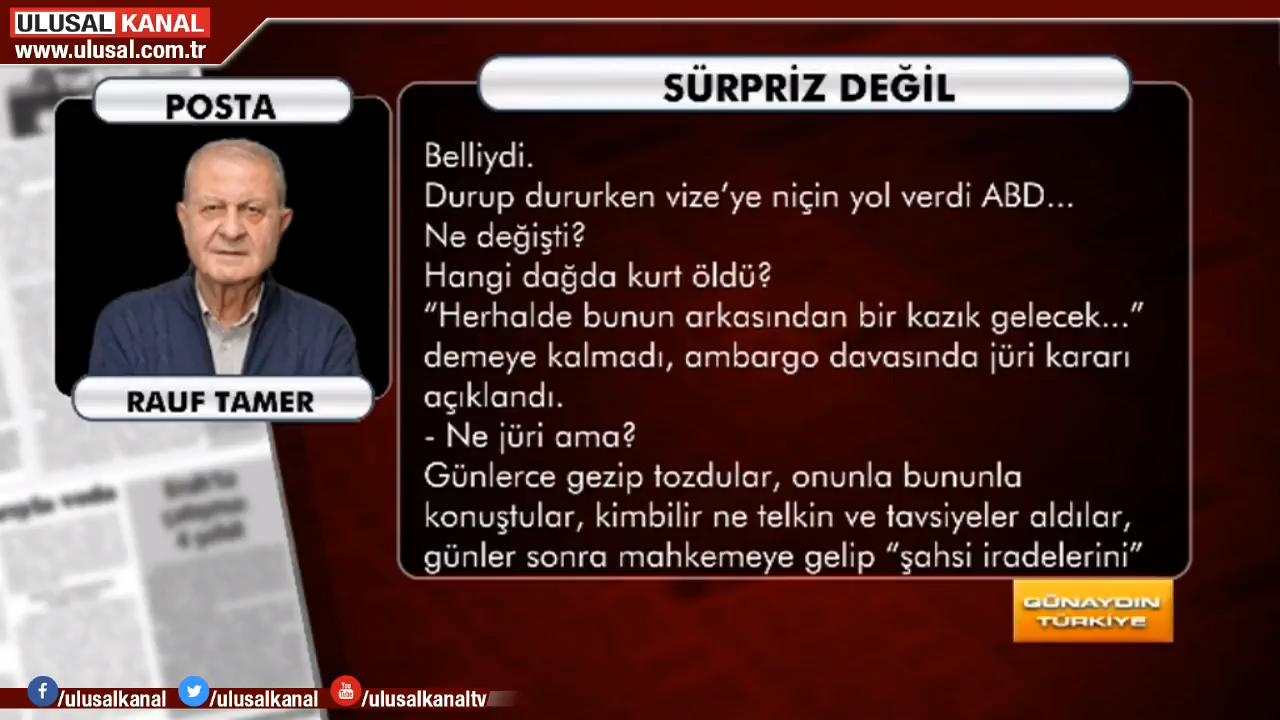 ULUSAL KANAL
www.ulusal.com.tr
POSTA
RAUF TAMER
SÜRPRİZ DEĞİL
Belliydi.
Durup dururken vize’ye niçin yol verdi ABD...
Ne değişti?
Hangi dağda kurt öldü?
“Herhalde bunun arkasından bir kazık gelecek...”
demeye kalmadı, ambargo davasında jüri kararı
açıklandı.
- Ne jüri ama?
Günlerce gezip tozdular, onunla bununla
konuştular, kimbilir ne telkin ve tavsiyeler aldılar,
günler sonra mahkemeye gelip “şahsi iradelerini”
GÜNAYDIN
TÜRKİYE
/ulusalkanal
/ulusalkanal
You Tube
/ulusalkanaltv